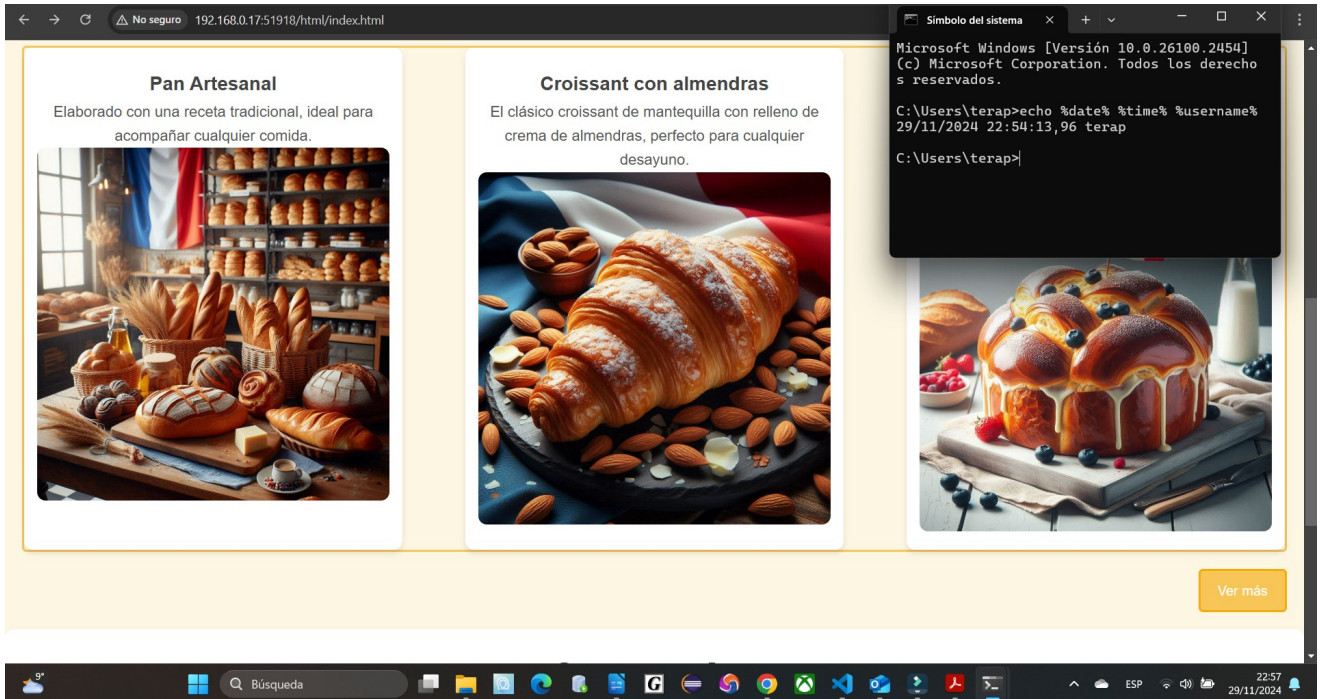 No seguro
192.168.0.17:51918/html/index.html
Símbolo del sistema
Microsoft Windows [Versión 10.0.26100.2454]
(c) Microsoft Corporation. Todos los derecho
s reservados.
C:\Users\terap>echo %date% %time% %username%
29/11/2024 22:54:13,96 terap
C:\Users\terap>
Pan Artesanal
Elaborado con una receta tradicional, ideal para
acompañar cualquier comida.
Croissant con almendras
El clásico croissant de mantequilla con relleno de
crema de almendras, perfecto para cualquier
desayuno.
Ver más
9°
Búsqueda
G
ESP
22:57
29/11/2024